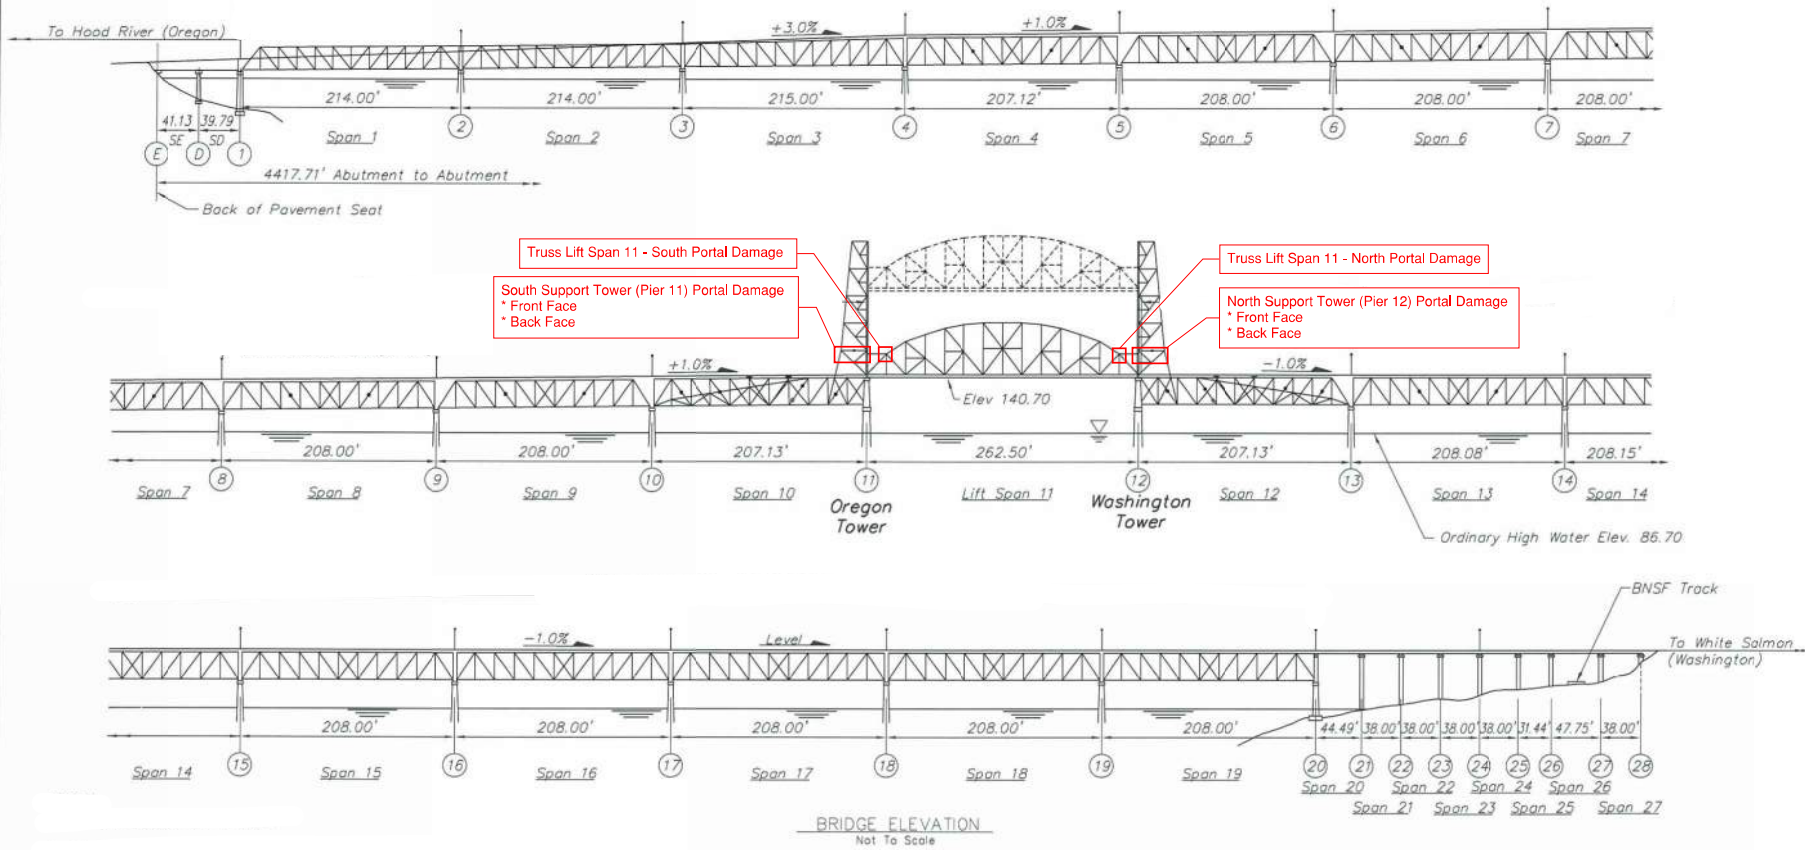 To Hood River (Oregon)
+3.0%
+1.0%
214.00'
214.00'
215.00'
207.12'
208.00'
208.00'
208.00'
41.13
39.79
SE
SD
Span 1
Span 2
Span 3
Span 4
Span 5
Span 6
Span 7
E
D
1
2
3
4
5
6
7
4417.71' Abutment to Abutment
Back of Pavement Seat
Truss Lift Span 11 - South Portal Damage
Truss Lift Span 11 - North Portal Damage
South Support Tower (Pier 11) Portal Damage
* Front Face
* Back Face
North Support Tower (Pier 12) Portal Damage
* Front Face
* Back Face
+1.0%
-1.0%
Elev 140.70
208.00'
208.00'
207.13'
262.50'
207.13'
208.08'
208.15'
8
9
10
11
12
13
14
Span 7
Span 8
Span 9
Span 10
Lift Span 11
Span 12
Span 13
Span 14
Oregon
Tower
Washington
Tower
Ordinary High Water Elev. 86.70
BNSF Track
-1.0%
Level
To White Salmon
(Washington)
208.00'
208.00'
208.00'
208.00'
208.00'
44.49'
38.00'
38.00'
38.00'
38.00'
31.44'
47.75'
38.00'
15
16
17
18
19
20
21
22
23
24
25
26
27
28
Span 14
Span 15
Span 16
Span 17
Span 18
Span 19
Span 20
Span 22
Span 24
Span 26
Span 21
Span 23
Span 25
Span 27
BRIDGE ELEVATION
Not To Scale